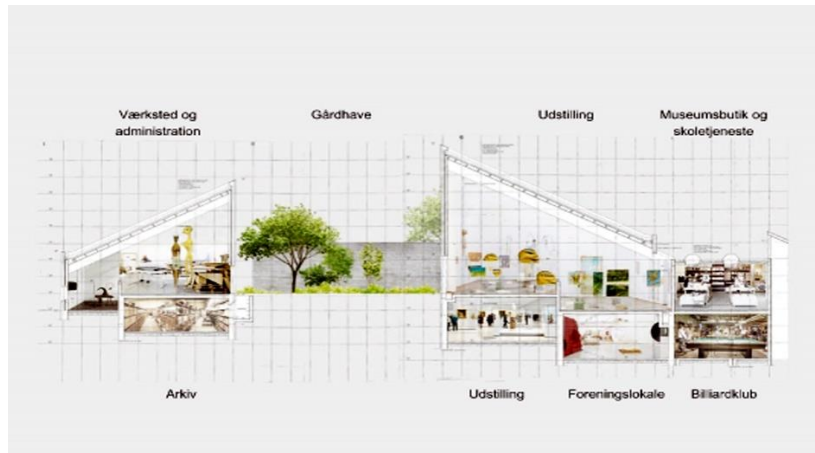 Værksted og
administration
Gårdhave
Udstilling
Museumsbutik og
skoletjeneste
Arkiv
Udstilling
Foreningslokale
Billiardklub